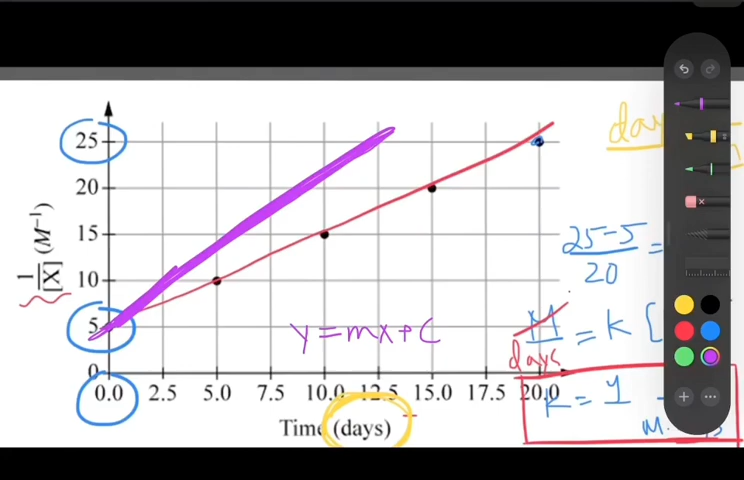 day
25
20
15
10
5
0
1/[X] (M⁻¹)
0.0 2.5 5.0 7.5 10.0 12.5 15.0 17.5 20.0
Time (days)
y=mx+c
25-5/20 =
M/days = k [
k = 1
M.